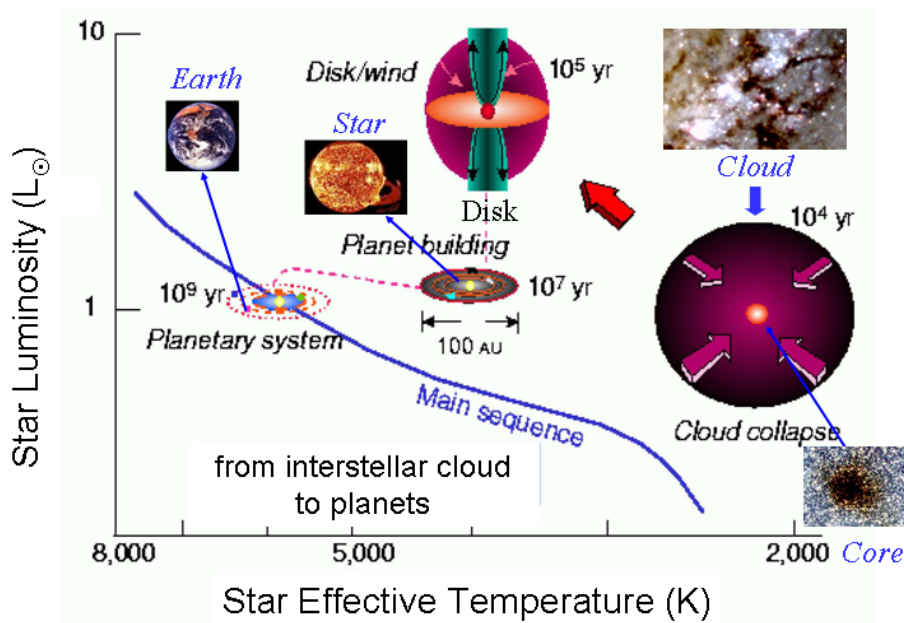 10
Earth
Disk/wind
10⁵ yr
Star
Cloud
Disk
10⁴ yr
Planet building
10⁹ yr
10⁷ yr
1
Planetary system
100 AU
Main sequence
Cloud collapse
from interstellar cloud
to planets
Core
8,000
5,000
2,000
Star Effective Temperature (K)
Star Luminosity (L☉)